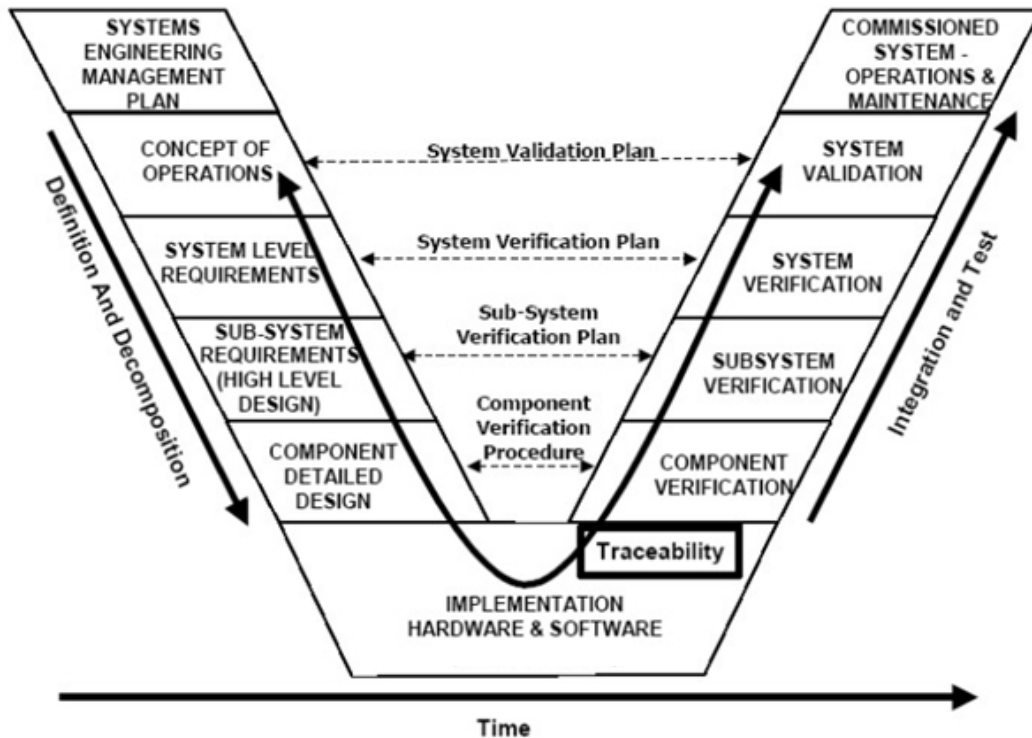 SYSTEMS
ENGINEERING
MANAGEMENT
PLAN
COMMISSIONED
SYSTEM -
OPERATIONS &
MAINTENANCE
CONCEPT OF
OPERATIONS
System Validation Plan
SYSTEM
VALIDATION
SYSTEM LEVEL
REQUIREMENTS
System Verification Plan
SYSTEM
VERIFICATION
SUB-SYSTEM
REQUIREMENTS
(HIGH LEVEL
DESIGN)
Sub-System
Verification Plan
SUBSYSTEM
VERIFICATION
COMPONENT
DETAILED
DESIGN
Component
Verification
Procedure
COMPONENT
VERIFICATION
Definition And Decomposition
Integration and Test
Traceability
IMPLEMENTATION
HARDWARE & SOFTWARE
Time